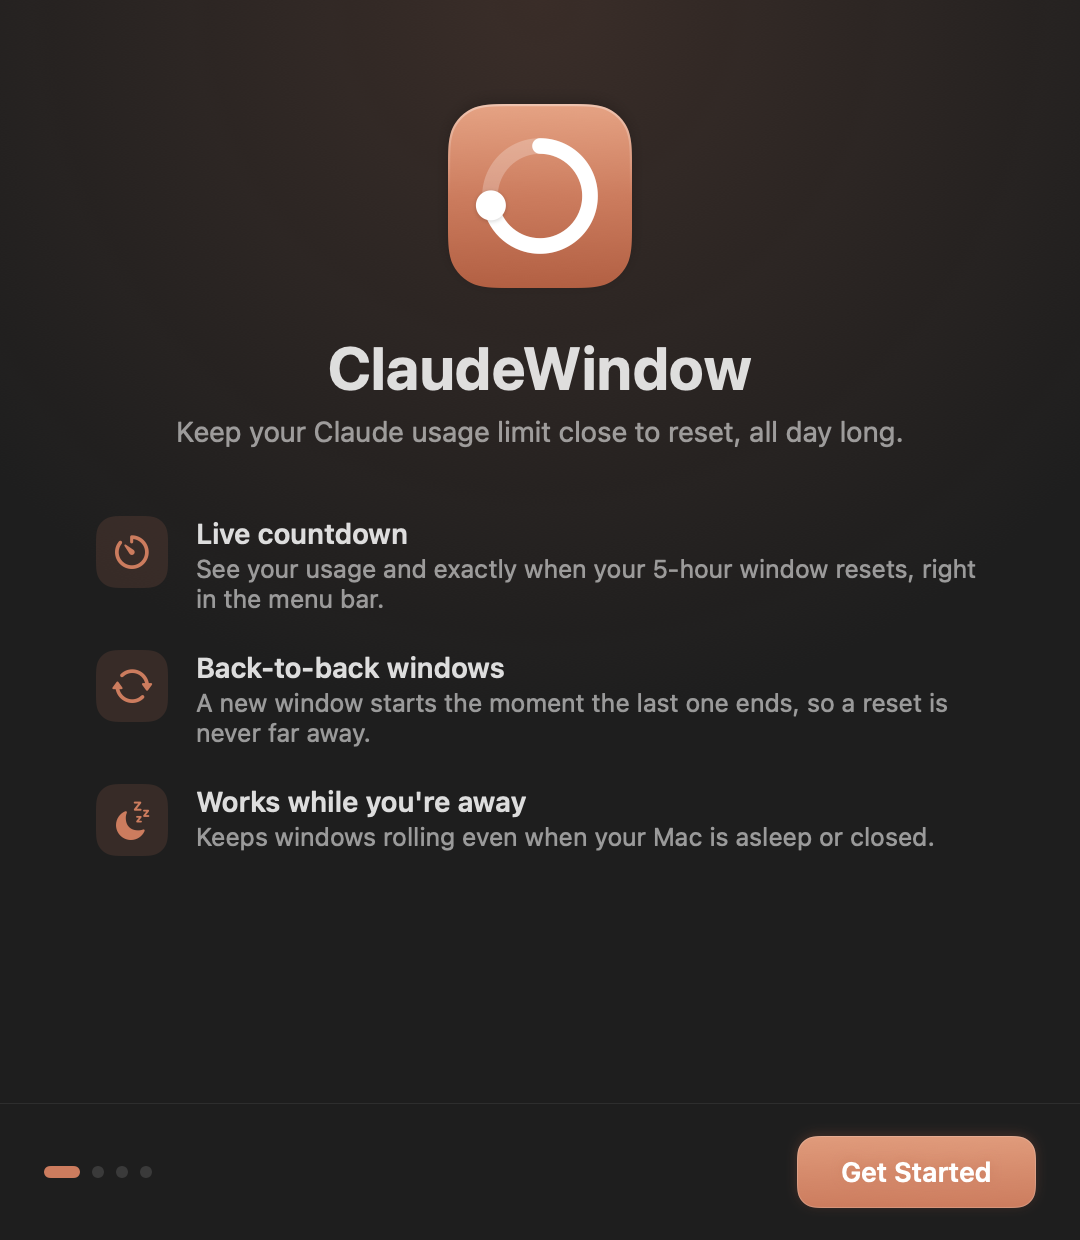 ClaudeWindow
Keep your Claude usage limit close to reset, all day long.
Live countdown
See your usage and exactly when your 5-hour window resets, right
in the menu bar.
Back-to-back windows
A new window starts the moment the last one ends, so a reset is
never far away.
z z z
Works while you're away
Keeps windows rolling even when your Mac is asleep or closed.
Get Started